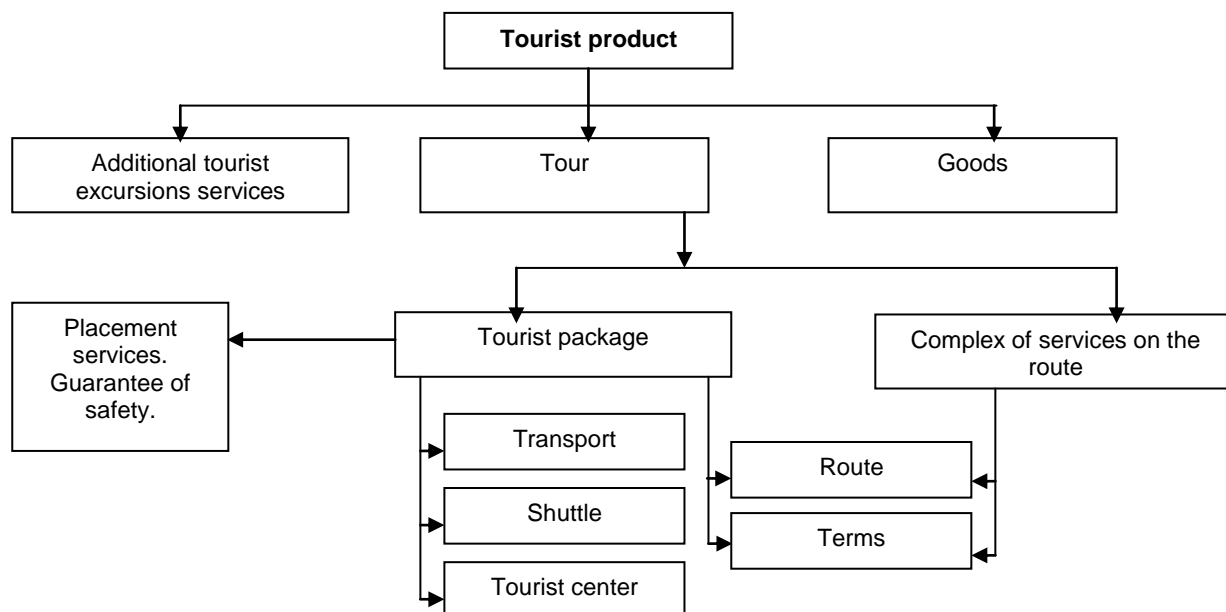 Tourist product
Additional tourist
excursions services
Tour
Goods
Placement
services.
Guarantee of
safety.
Tourist package
Complex of services on the
route
Transport
Route
Shuttle
Terms
Tourist center